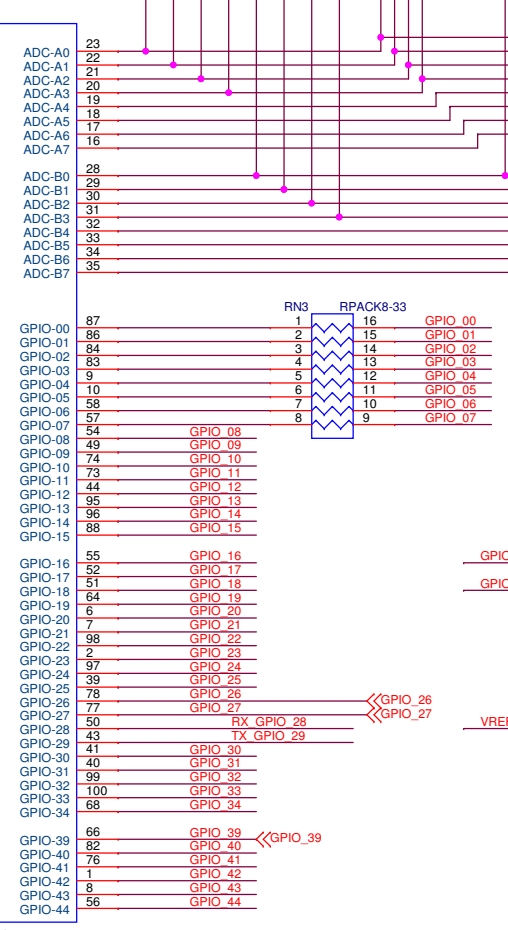 ADC-A0 23
ADC-A1 22
ADC-A2 21
ADC-A3 20
ADC-A4 19
ADC-A5 18
ADC-A6 17
ADC-A7 16
ADC-B0 28
ADC-B1 29
ADC-B2 30
ADC-B3 31
ADC-B4 32
ADC-B5 33
ADC-B6 34
ADC-B7 35
RN3 RPACK8-33
GPIO-00 87 1 16 GPIO_00
GPIO-01 86 2 15 GPIO_01
GPIO-02 84 3 14 GPIO_02
GPIO-03 83 4 13 GPIO_03
GPIO-04 9 5 12 GPIO_04
GPIO-05 10 6 11 GPIO_05
GPIO-06 58 7 10 GPIO_06
GPIO-07 57 8 9 GPIO_07
GPIO-08 54 GPIO_08
GPIO-09 49 GPIO_09
GPIO-10 74 GPIO_10
GPIO-11 73 GPIO_11
GPIO-12 44 GPIO_12
GPIO-13 95 GPIO_13
GPIO-14 96 GPIO_14
GPIO-15 88 GPIO_15
GPIO-16 55 GPIO_16 GPIO
GPIO-17 52 GPIO_17
GPIO-18 51 GPIO_18 GPIO
GPIO-19 64 GPIO_19
GPIO-20 6 GPIO_20
GPIO-21 7 GPIO_21
GPIO-22 98 GPIO_22
GPIO-23 2 GPIO_23
GPIO-24 97 GPIO_24
GPIO-25 39 GPIO_25
GPIO-26 78 GPIO_26 GPIO_26
GPIO-27 77 GPIO_27 GPIO_27
GPIO-28 50 RX_GPIO_28 VREF
GPIO-29 43 TX_GPIO_29
GPIO-30 41 GPIO_30
GPIO-31 40 GPIO_31
GPIO-32 99 GPIO_32
GPIO-33 100 GPIO_33
GPIO-34 68 GPIO_34
GPIO-39 66 GPIO_39 GPIO_39
GPIO-40 82 GPIO_40
GPIO-41 76 GPIO_41
GPIO-42 1 GPIO_42
GPIO-43 8 GPIO_43
GPIO-44 56 GPIO_44